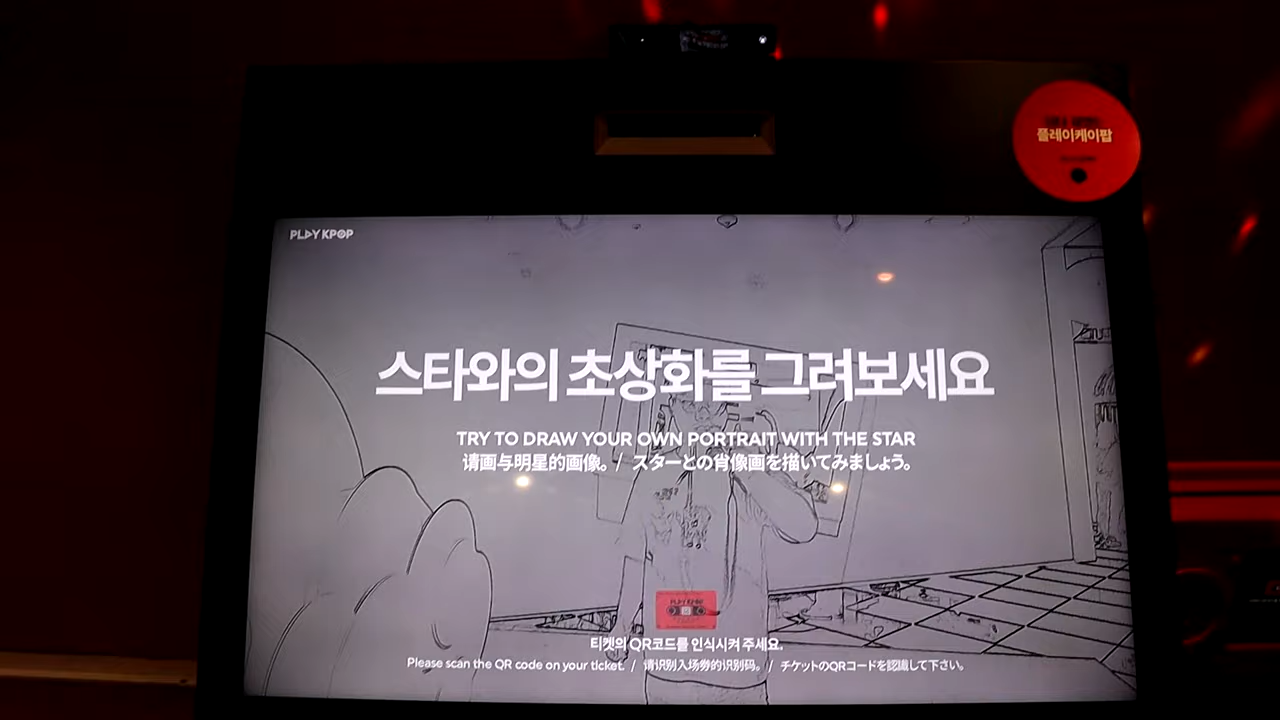 플레이케이팝
PLAY KPOP
스타와의 초상화를 그려보세요
TRY TO DRAW YOUR OWN PORTRAIT WITH THE STAR
请画与明星的画像。 / スターとの肖像画を描いてみましょう。
PLAY KPOP
티켓의 QR코드를 인식시켜 주세요.
Please scan the QR code on your ticket. / 请识别入场券的识别码。 / チケットのQRコードを認識して下さい。